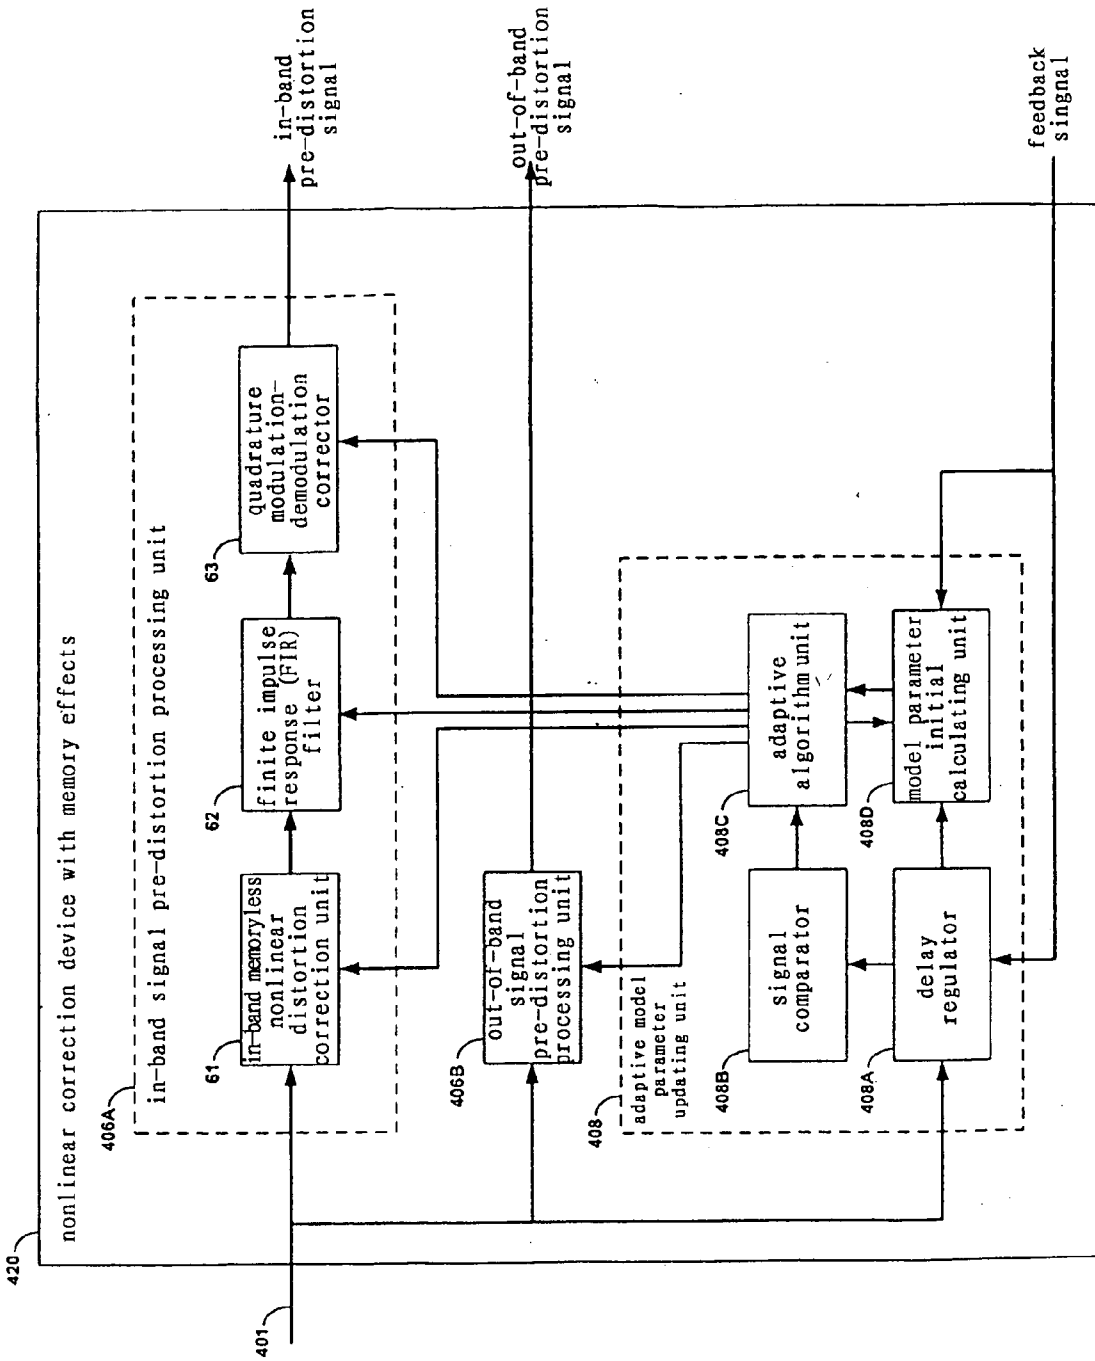 420
nonlinear correction device with memory effects
406A
in-band signal pre-distortion processing unit
401
61
in-band memoryless
nonlinear
distortion
correction unit
62
finite impulse
response (FIR)
filter
63
quadrature
modulation-
demodulation
corrector
in-band
pre-distortion
signal
406B
out-of-band
signal
pre-distortion
processing unit
out-of-band
pre-distortion
signal
408
adaptive model
parameter
updating unit
408B
signal
comparator
408C
adaptive
algorithm unit
408A
delay
regulator
408D
model parameter
initial
calculating unit
feedback
singnal